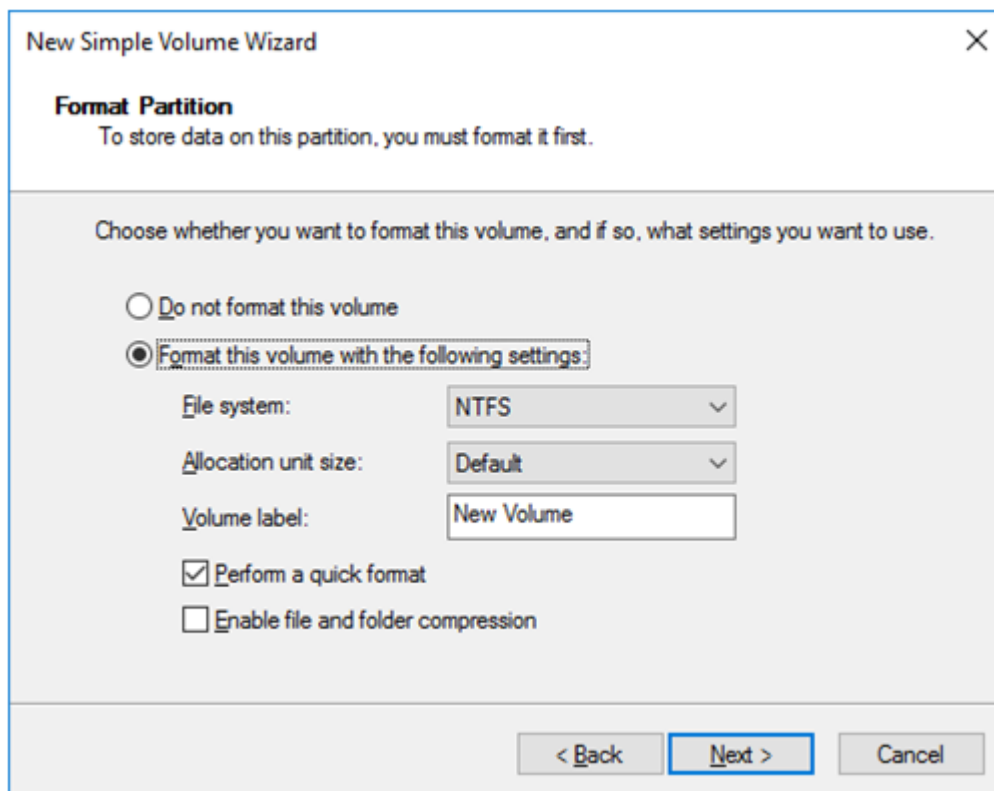 New Simple Volume Wizard
Format Partition
To store data on this partition, you must format it first.
Choose whether you want to format this volume, and if so, what settings you want to use.
Do not format this volume
Format this volume with the following settings:
File system: NTFS
Allocation unit size: Default
Volume label: New Volume
Perform a quick format
Enable file and folder compression
< Back Next > Cancel